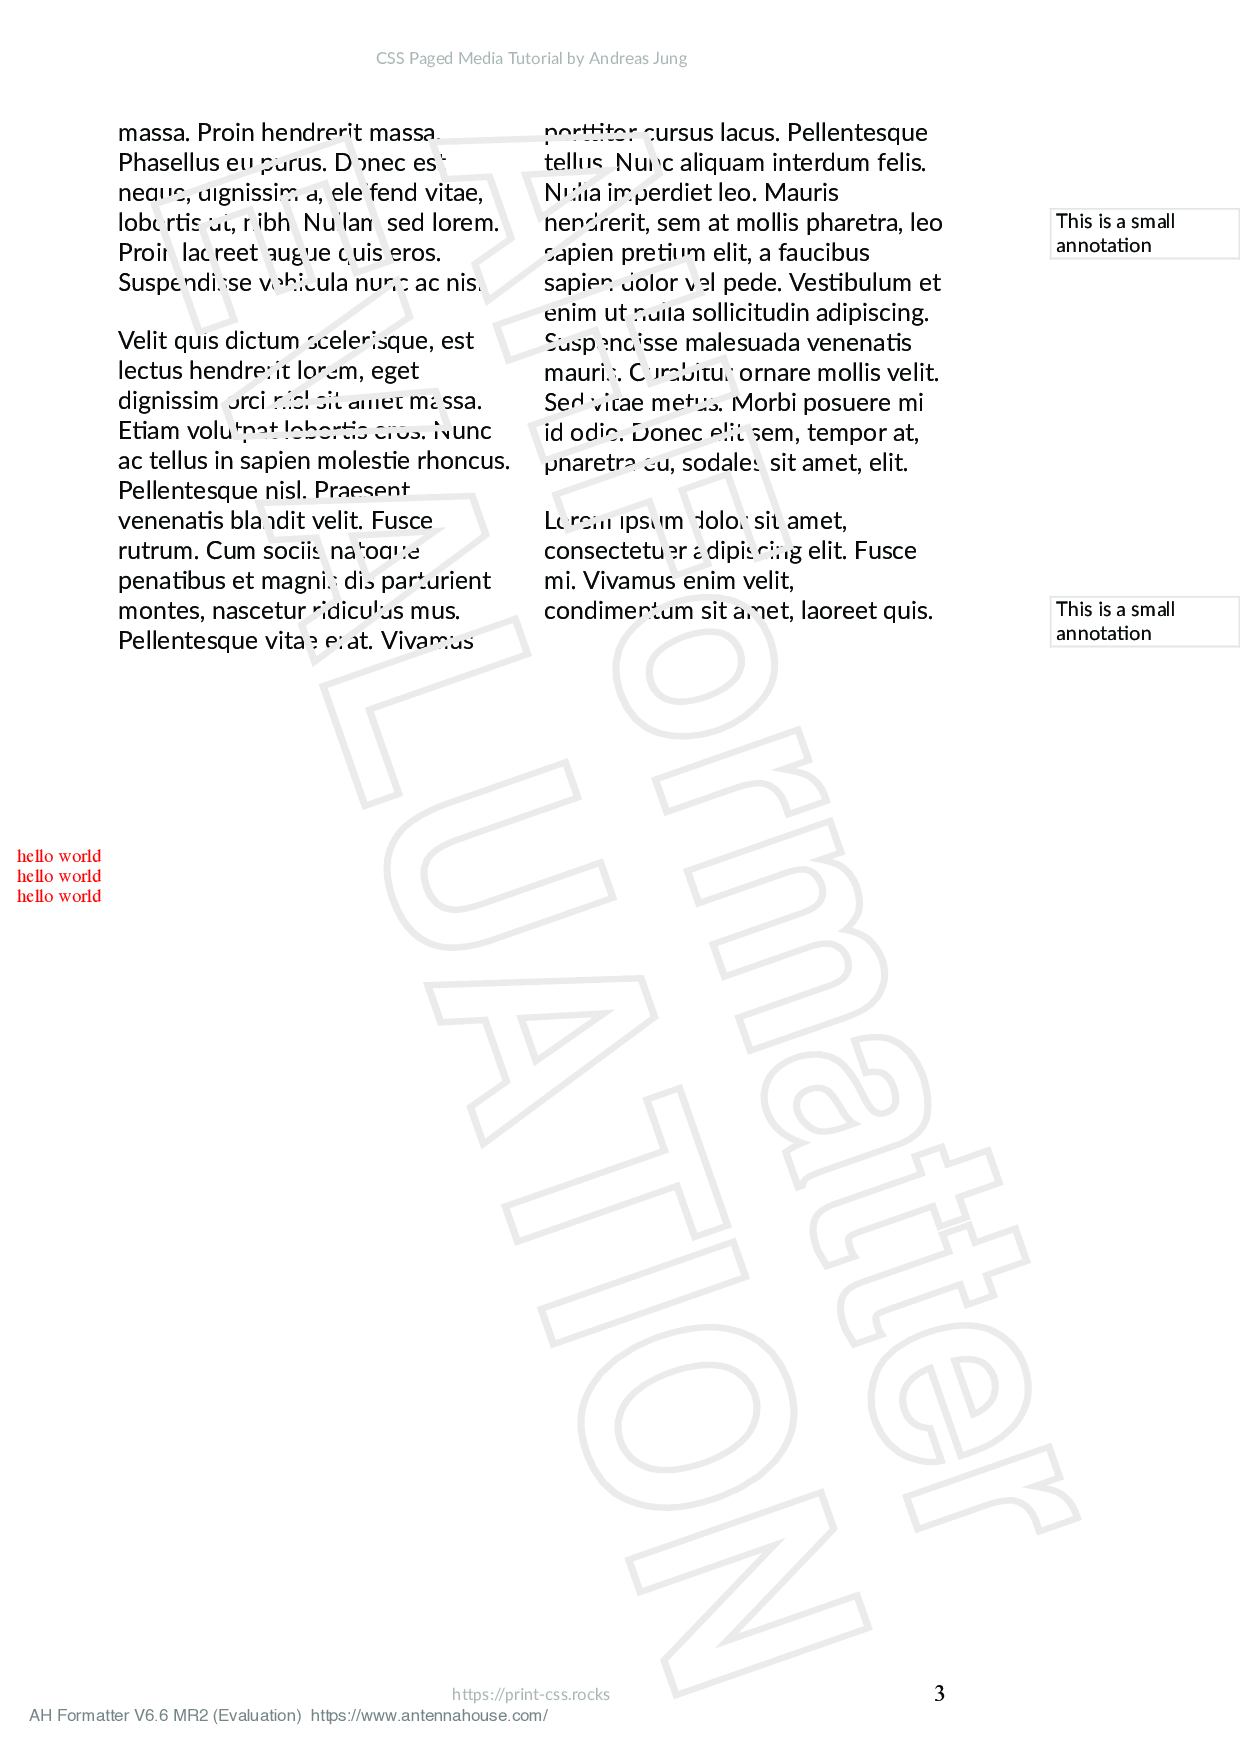 CSS Paged Media Tutorial by Andreas Jung
massa. Proin hendrerit massa.
Phasellus eu purus. Donec est
neque, dignissim a, eleifend vitae,
lobortis ut, nibh. Nullam sed lorem.
Proin laoreet augue quis eros.
Suspendisse vehicula nunc ac nisl.
Velit quis dictum scelerisque, est
lectus hendrerit lorem, eget
dignissim orci nisl sit amet massa.
Etiam volutpat lobortis eros. Nunc
ac tellus in sapien molestie rhoncus.
Pellentesque nisl. Praesent
venenatis blandit velit. Fusce
rutrum. Cum sociis natoque
penatibus et magnis dis parturient
montes, nascetur ridiculus mus.
Pellentesque vitae erat. Vivamus
porttitor cursus lacus. Pellentesque
tellus. Nunc aliquam interdum felis.
Nulla imperdiet leo. Mauris
hendrerit, sem at mollis pharetra, leo
sapien pretium elit, a faucibus
sapien dolor vel pede. Vestibulum et
enim ut nulla sollicitudin adipiscing.
Suspendisse malesuada venenatis
mauris. Curabitur ornare mollis velit.
Sed vitae metus. Morbi posuere mi
id odio. Donec elit sem, tempor at,
pharetra eu, sodales sit amet, elit.
Lorem ipsum dolor sit amet,
consectetuer adipiscing elit. Fusce
mi. Vivamus enim velit,
condimentum sit amet, laoreet quis.
This is a small
annotation
This is a small
annotation
hello world
hello world
hello world
AHFormatter
EVALUATION
https://print-css.rocks
3
AH Formatter V6.6 MR2 (Evaluation) https://www.antennahouse.com/